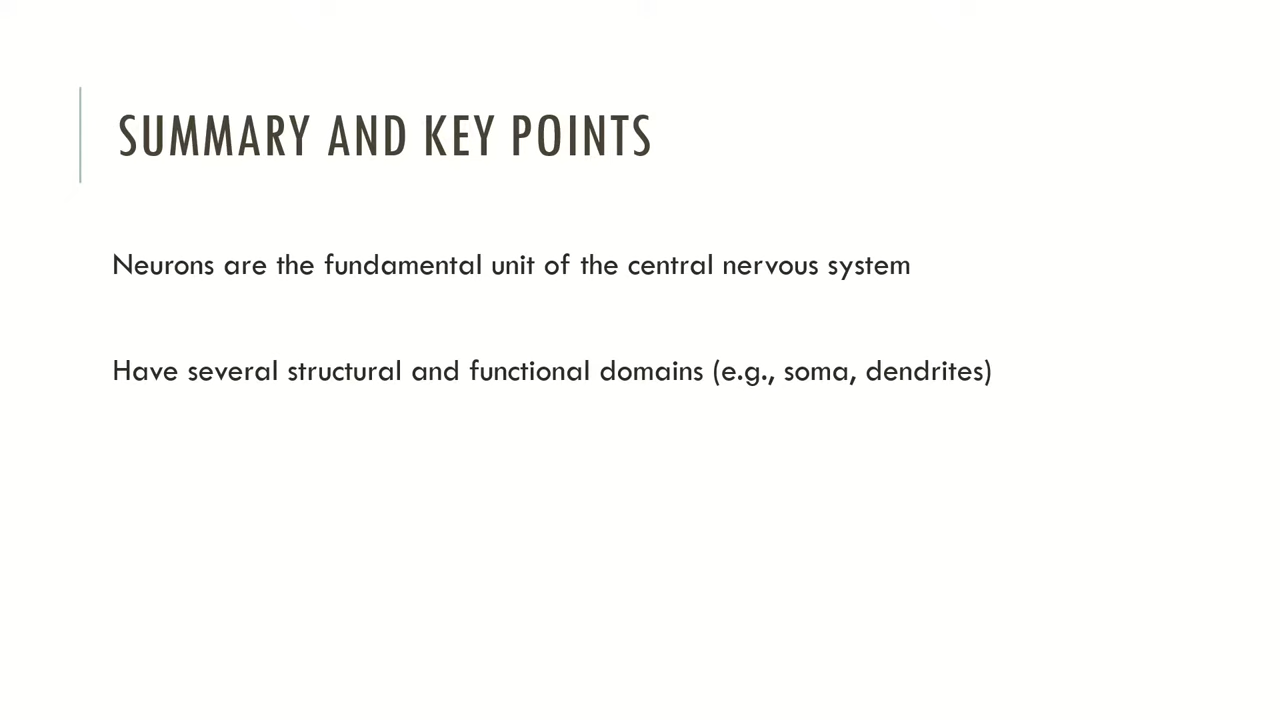 SUMMARY AND KEY POINTS
Neurons are the fundamental unit of the central nervous system
Have several structural and functional domains (e.g., soma, dendrites)